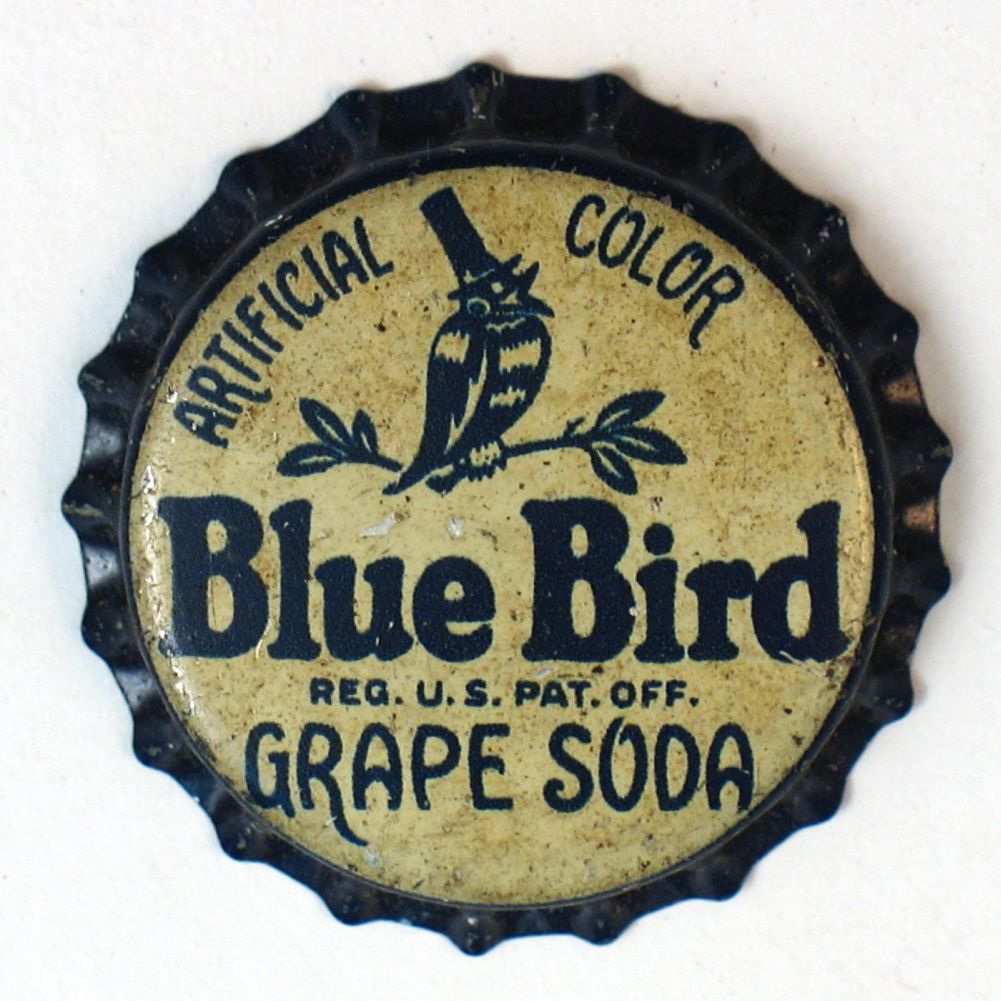 ARTIFICIAL COLOR
Blue Bird
REG. U.S. PAT. OFF.
GRAPE SODA